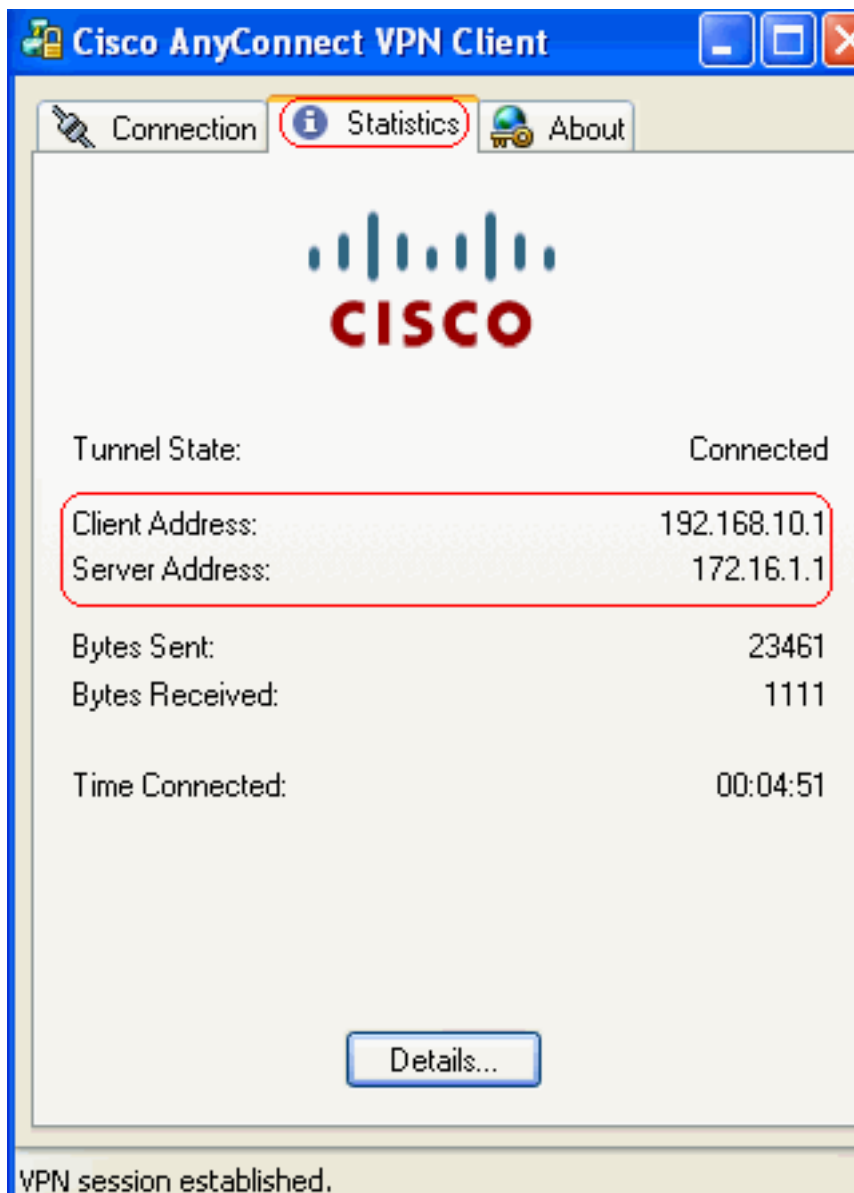 Cisco AnyConnect VPN Client
Connection Statistics About
CISCO
Tunnel State: Connected
Client Address: 192.168.10.1
Server Address: 172.16.1.1
Bytes Sent: 23461
Bytes Received: 1111
Time Connected: 00:04:51
Details...
VPN session established.